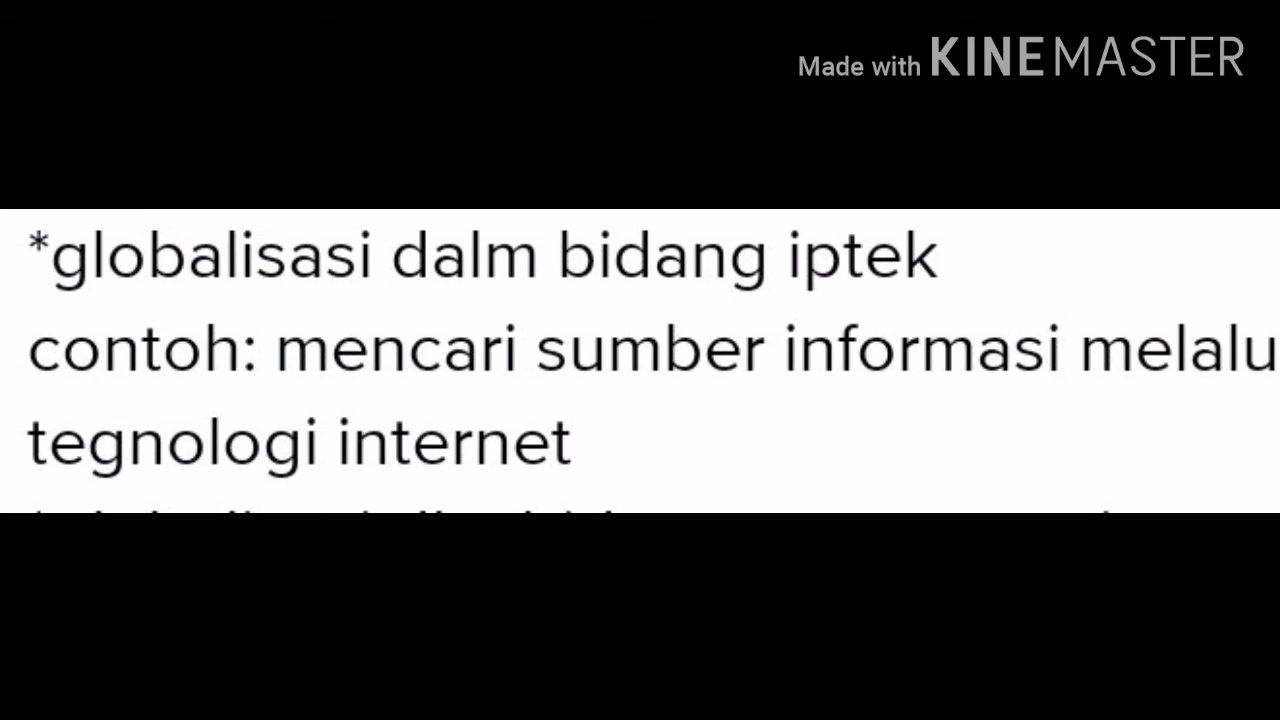 Made with KINEMASTER
*globalisasi dalm bidang iptek
contoh: mencari sumber informasi melalu
tegnologi internet